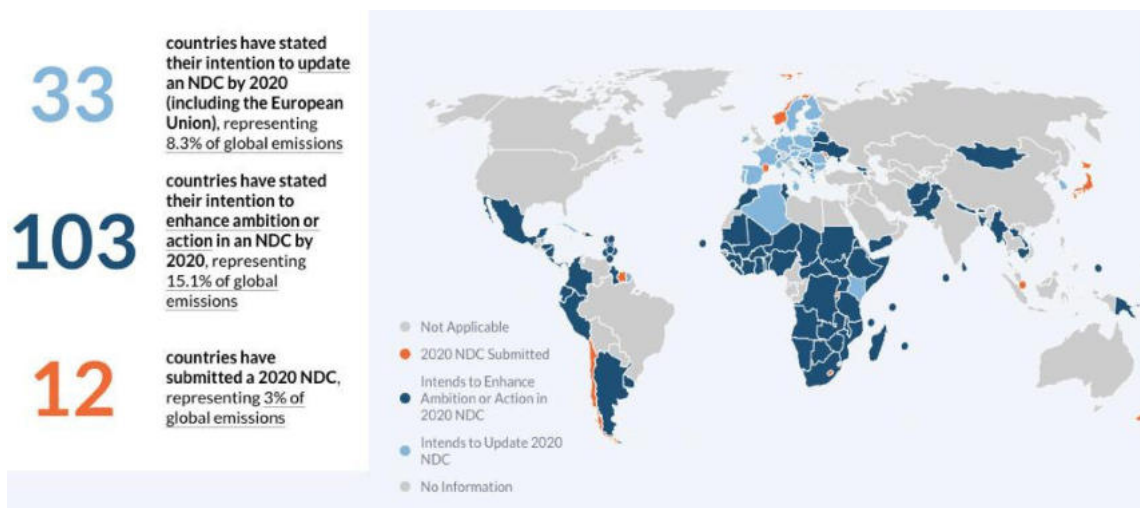 33
countries have stated
their intention to update
an NDC by 2020
(including the European
Union), representing
8.3% of global emissions
103
countries have stated
their intention to
enhance ambition or
action in an NDC by
2020, representing
15.1% of global
emissions
12
countries have
submitted a 2020 NDC,
representing 3% of
global emissions
Not Applicable
2020 NDC Submitted
Intends to Enhance
Ambition or Action in
2020 NDC
Intends to Update 2020
NDC
No Information